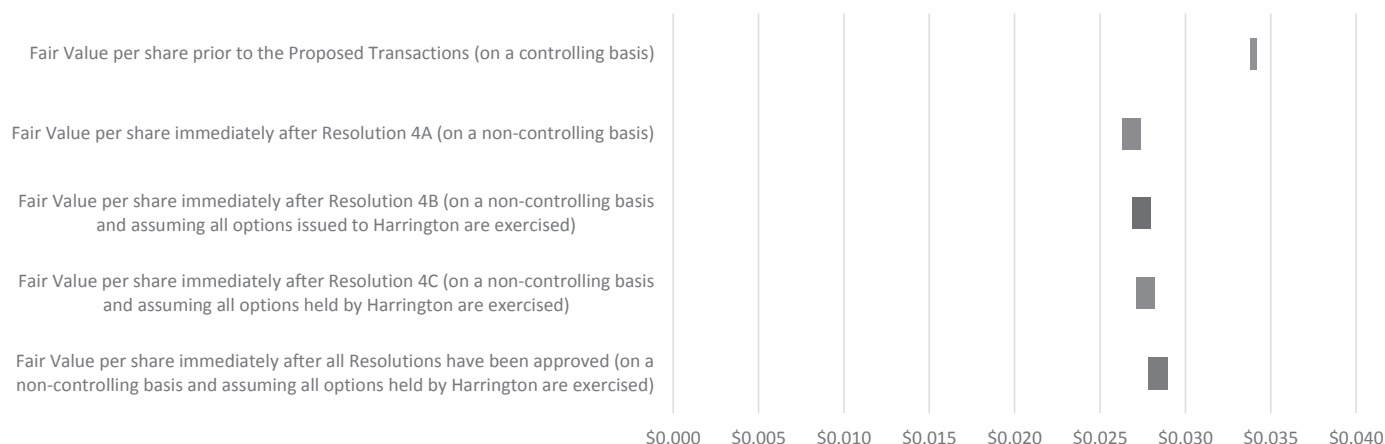 Fair Value per share prior to the Proposed Transactions (on a controlling basis)
Fair Value per share immediately after Resolution 4A (on a non-controlling basis)
Fair Value per share immediately after Resolution 4B (on a non-controlling basis
and assuming all options issued to Harrington are exercised)
Fair Value per share immediately after Resolution 4C (on a non-controlling basis
and assuming all options held by Harrington are exercised)
Fair Value per share immediately after all Resolutions have been approved (on a
non-controlling basis and assuming all options held by Harrington are exercised)
$0.000 $0.005 $0.010 $0.015 $0.020 $0.025 $0.030 $0.035 $0.040